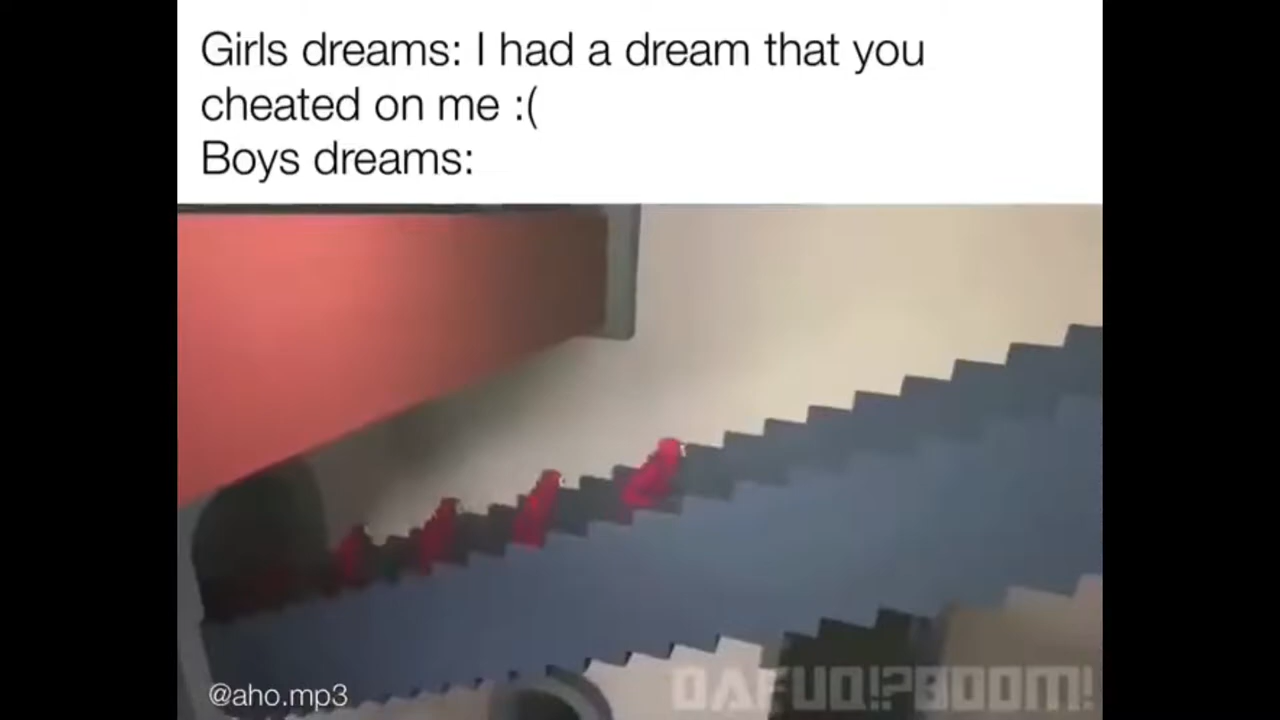 Girls dreams: I had a dream that you
cheated on me :(
Boys dreams:
@aho.mp3
DAFUQ!?BOOM!